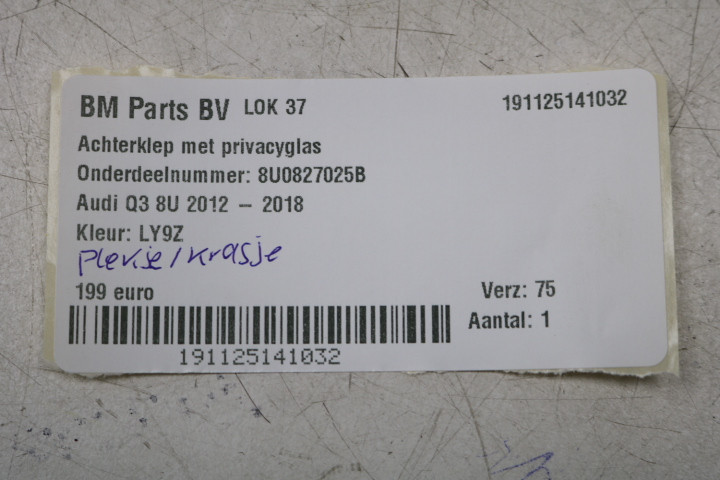 BM Parts BV LOK 37 191125141032
Achterklep met privacyglas
Onderdeelnummer: 8U0827025B
Audi Q3 8U 2012 – 2018
Kleur: LY9Z
plekje/krasje
199 euro Verz: 75
Aantal: 1
191125141032